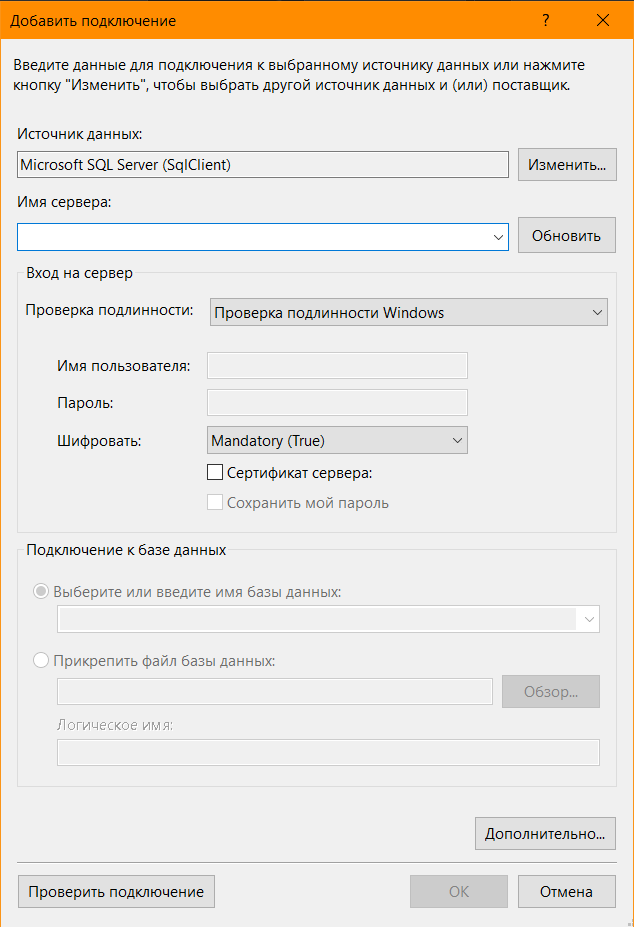 Добавить подключение
?
Введите данные для подключения к выбранному источнику данных или нажмите
кнопку "Изменить", чтобы выбрать другой источник данных и (или) поставщик.
Источник данных:
Microsoft SQL Server (SqlClient)
Изменить...
Имя сервера:
Обновить
Вход на сервер
Проверка подлинности:
Проверка подлинности Windows
Имя пользователя:
Пароль:
Шифровать:
Mandatory (True)
Сертификат сервера:
Сохранить мой пароль
Подключение к базе данных
Выберите или введите имя базы данных:
Прикрепить файл базы данных:
Обзор...
Логическое имя:
Дополнительно...
Проверить подключение
ОК
Отмена